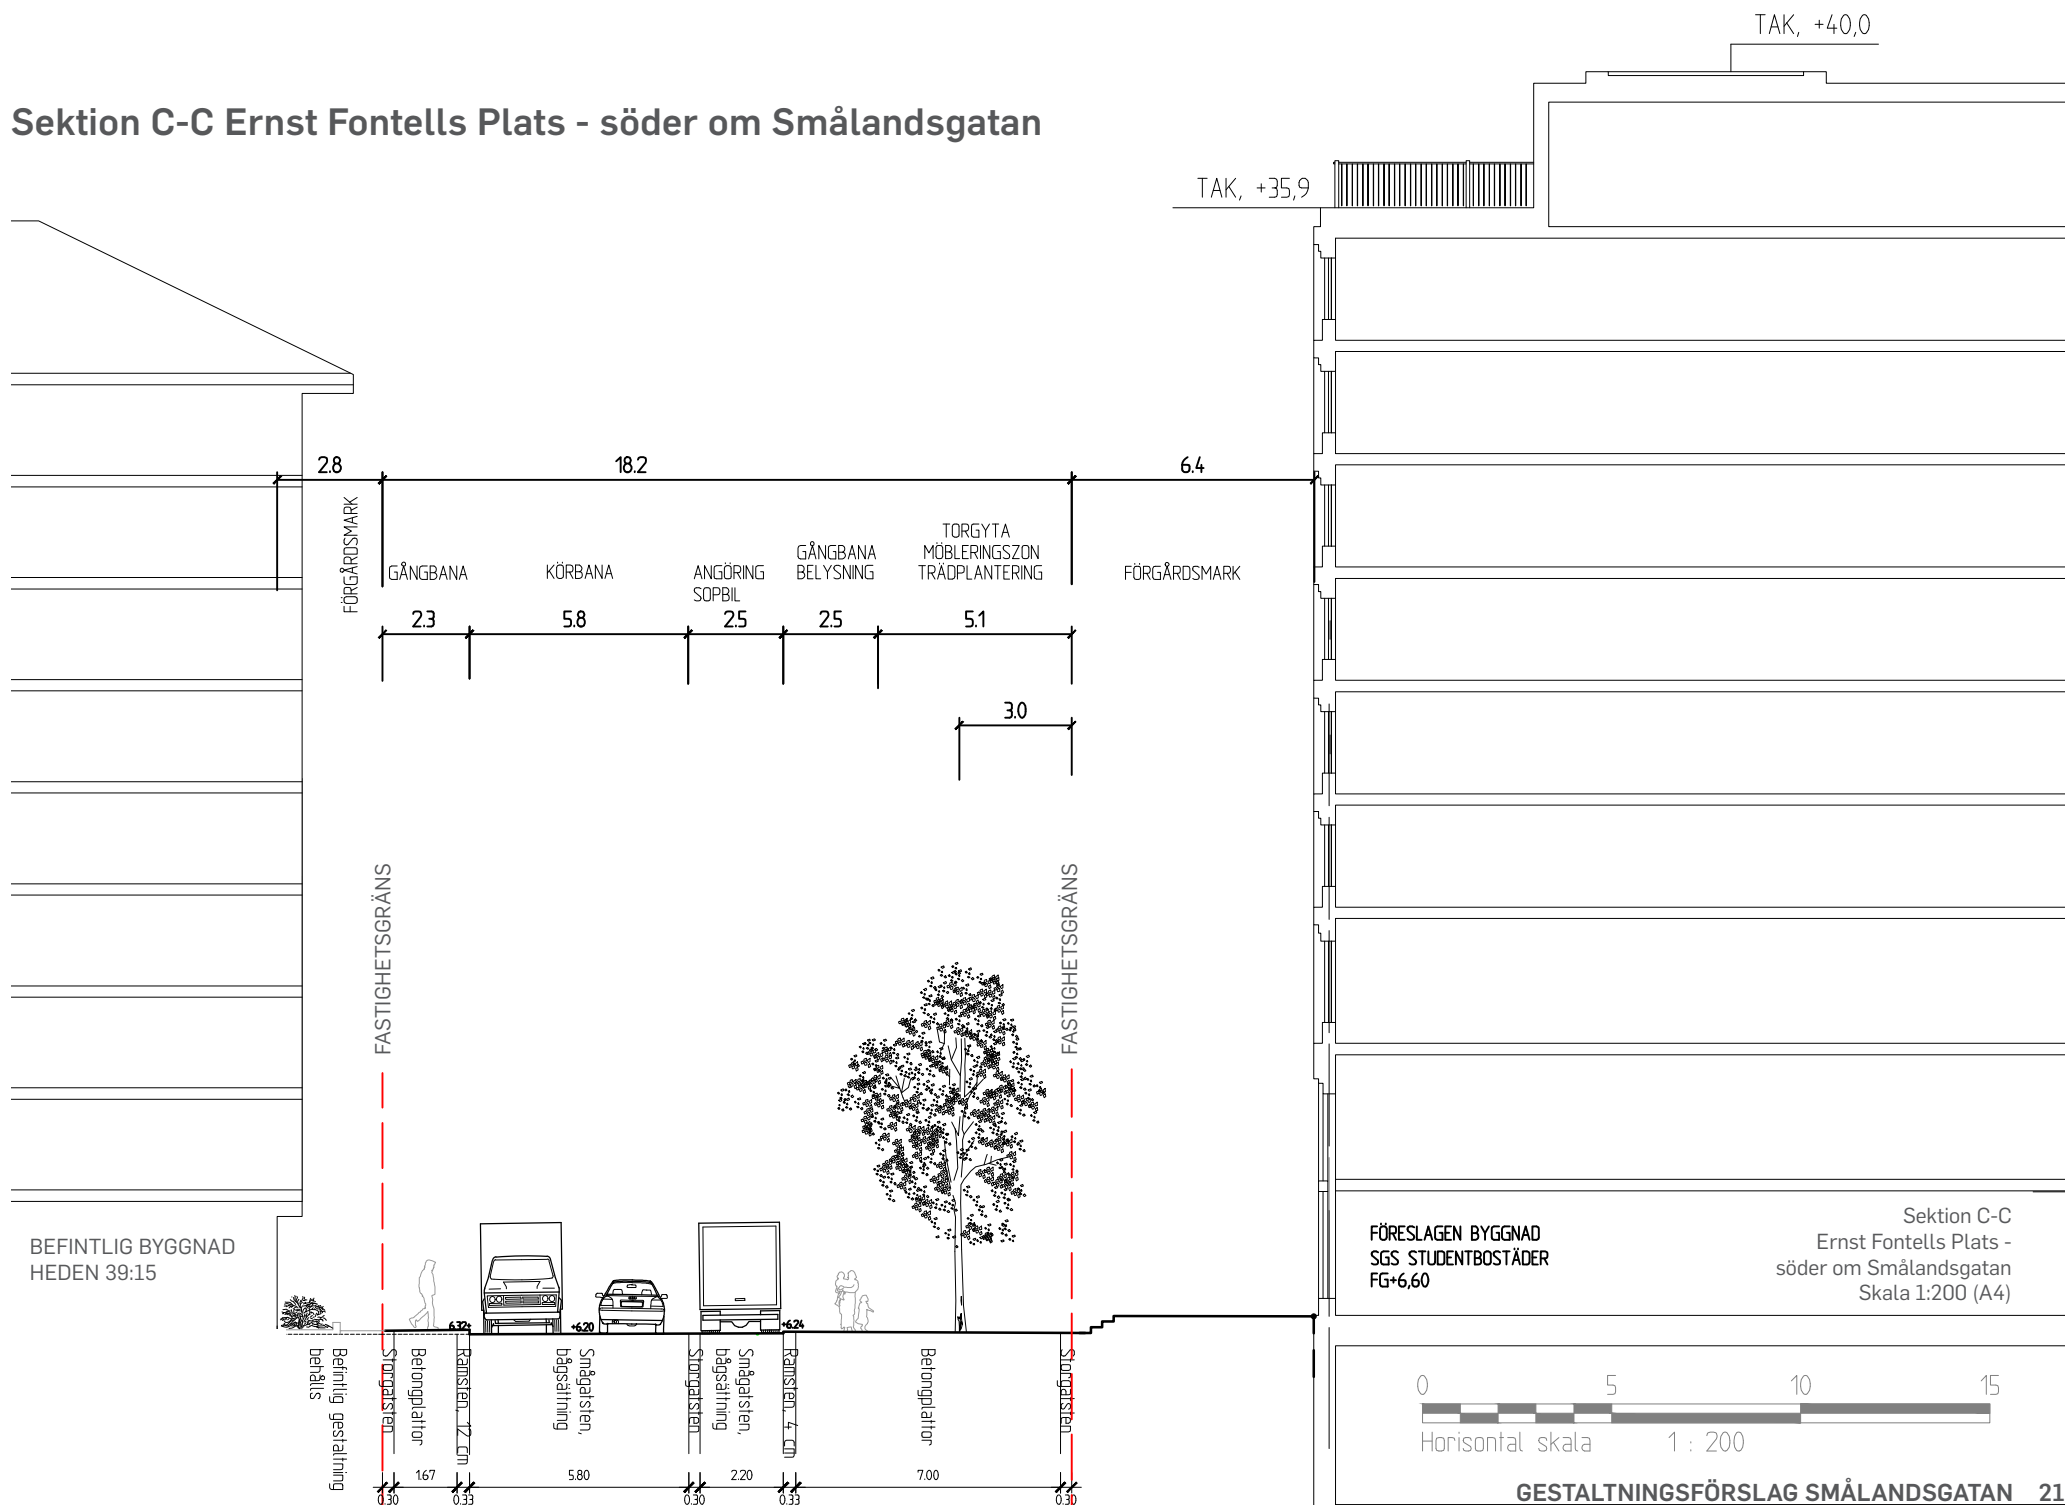 TAK, +40,0
Sektion C-C Ernst Fontells Plats - söder om Smålandsgatan
TAK, +35,9
2.8
18.2
6.4
FÖRGÅRDSMARK
GÅNGBANA
KÖRBANA
ANGÖRING
SOPBIL
GÅNGBANA
BELYSNING
TORGYTA
MÖBLERINGSZON
TRÄDPLANTERING
FÖRGÅRDSMARK
2.3
5.8
2.5
2.5
5.1
3.0
FASTIGHETSGRÄNS
FASTIGHETSGRÄNS
BEFINTLIG BYGGNAD
HEDEN 39:15
FÖRESLAGEN BYGGNAD
SGS STUDENTBOSTÄDER
FG+6,60
Sektion C-C
Ernst Fontells Plats -
söder om Smålandsgatan
Skala 1:200 (A4)
6.32+
+6.20
+6.24
Befintlig gestaltning
behålls
Storgatsten
Betongplattor
Ramsten, 12 cm
Smågatsten,
bågsättning
Storgatsten
Smågatsten,
bågsättning
Ramsten, 4 cm
Betongplattor
Storgatsten
0.30
1.67
0.33
5.80
0.30
2.20
0.33
7.00
0.30
0
5
10
15
Horisontal skala 1 : 200
GESTALTNINGSFÖRSLAG SMÅLANDSGATAN 21